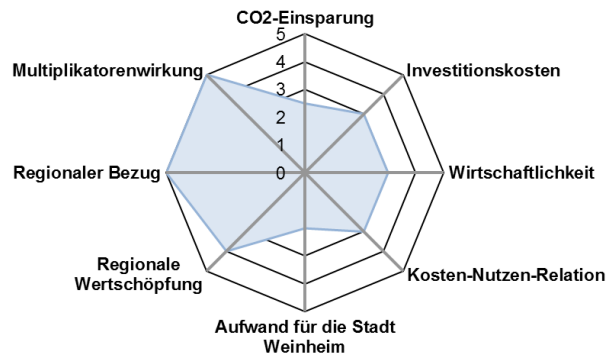 CO2-Einsparung
5
4
3
2
1
0
Multiplikatorenwirkung
Investitionskosten
Regionaler Bezug
Wirtschaftlichkeit
Regionale
Wertschöpfung
Kosten-Nutzen-Relation
Aufwand für die Stadt
Weinheim